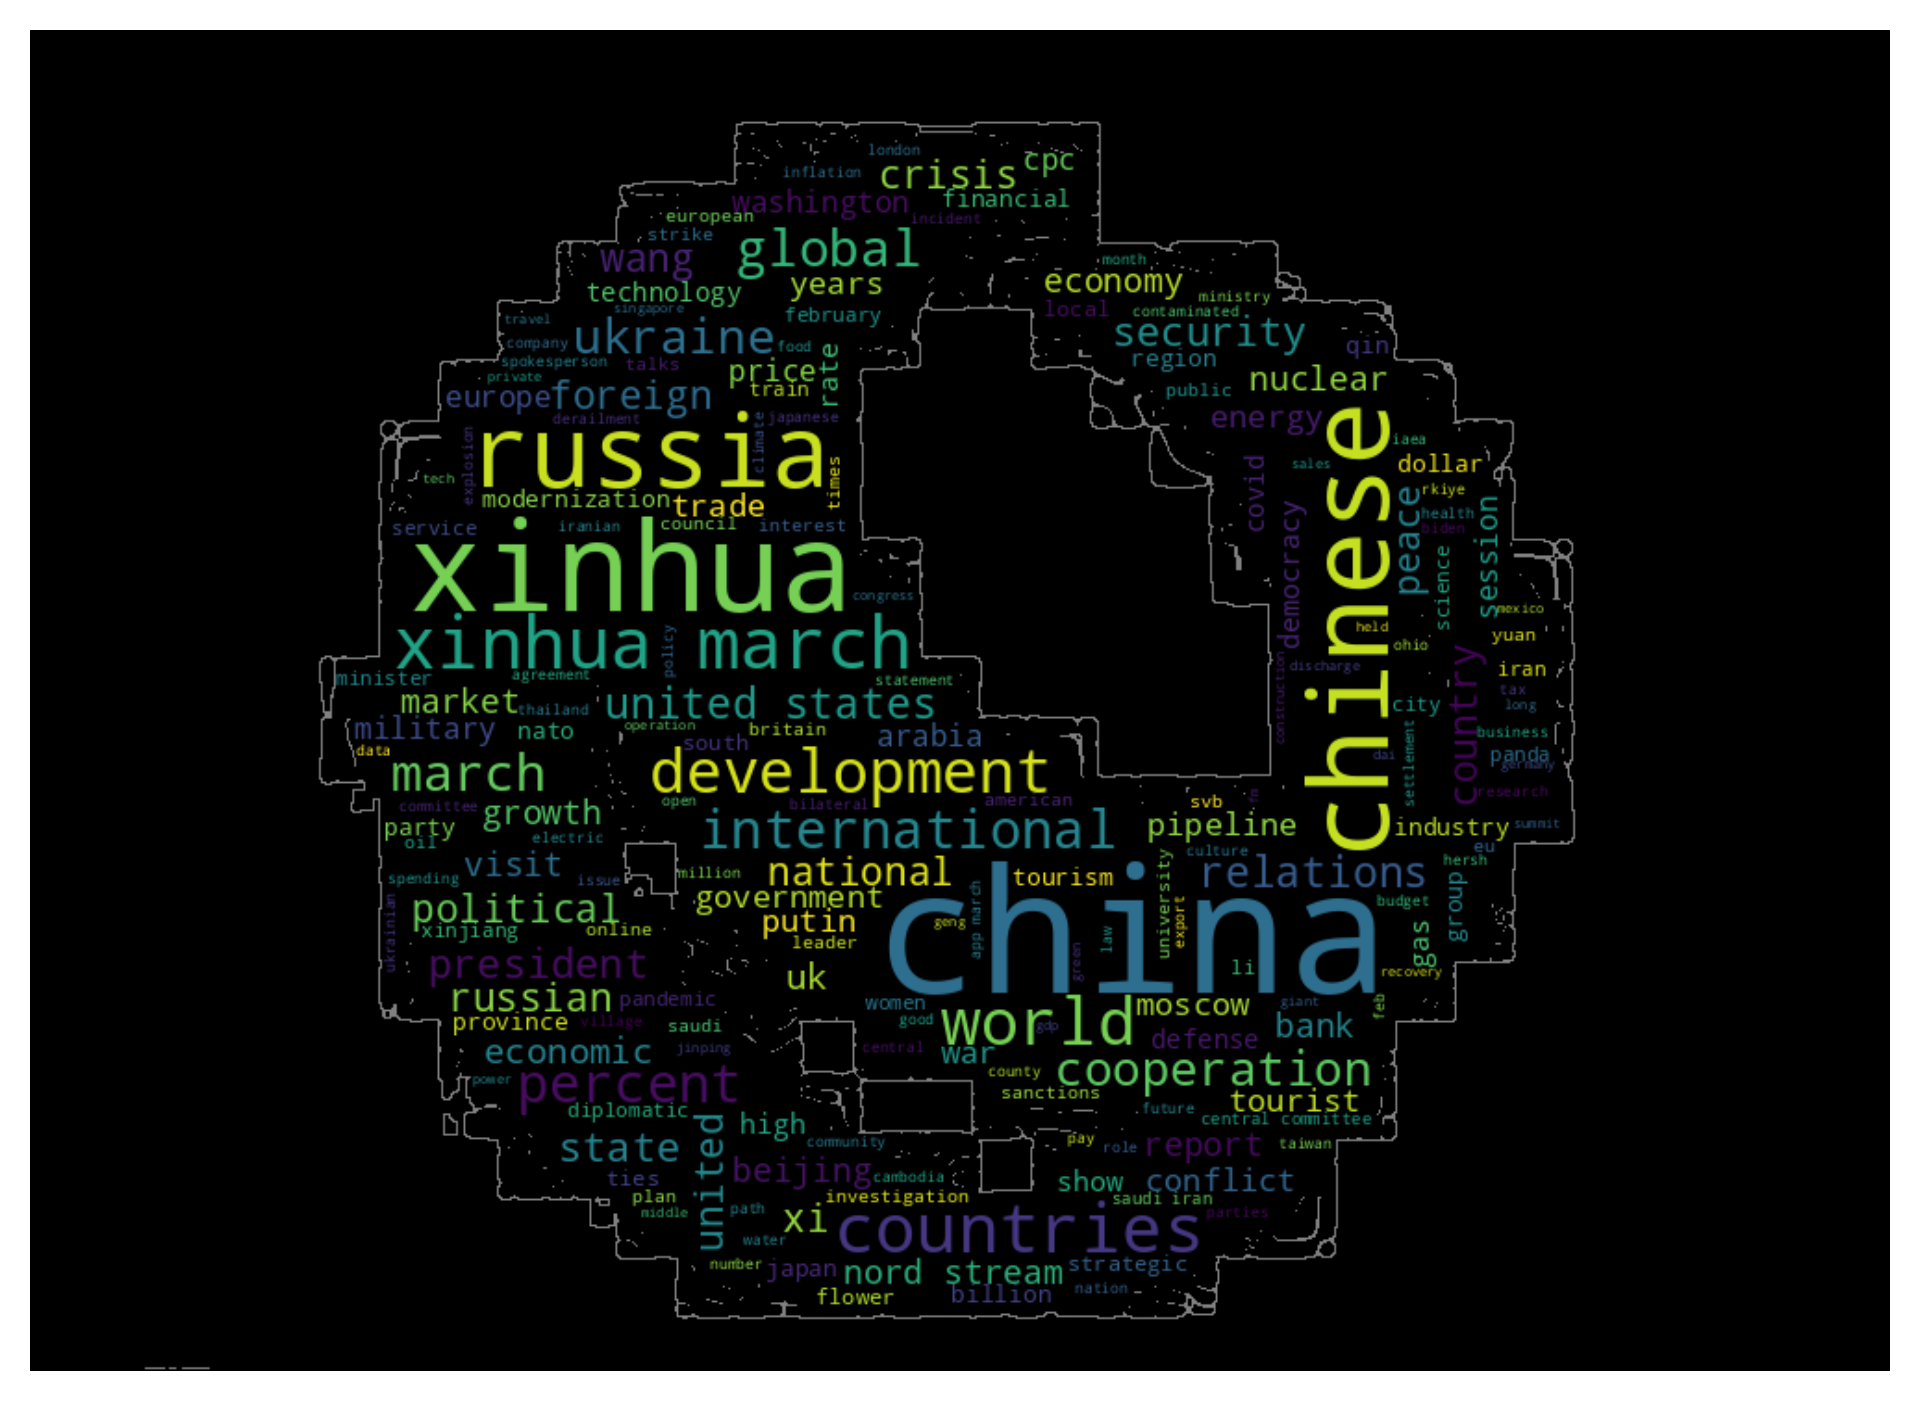 london
crisis cpc
inflation
washington financial
european incident
strike
global
wang
month
economy
years
technology
ministry
singapore
local contaminated
travel
february
ukraine
security
company
food
region
qin
spokesperson
talks
price
rate
private
train
nuclear
public
europe foreign
derailment
japanese
energy
russia
climate
chinese
iaea
explosion
dollar
sales
tech
times
covid
rkiye
modernization
trade
peace
session
health
service
iranian council interest
biden
democracy
xinhua
science
congress
mexico
held
yuan
xinhua march
policy
ohio
country
discharge
iran
minister
agreement
statement
construction
tax
market
thailand
united states
city
long
military
nato
operation
britain
arabia
business
data
south
settlement
dai
panda
germany
march
development
research
committee
open
bilateral
american
svb
fn
growth
party
international
pipeline
industry
summit
oil
electric
eu
culture
hersh
visit
national
tourism
relations
spending
issue
million
university
government
budget
group
political
putin
china
geng
app march
export
xinjiang
online
law
gas
ukrainian
leader
green
president
uk
li
recovery
russian
pandemic
women
moscow
giant
feb
province
village
saudi
good
world
gdp
bank
economic
jinping
central
war
defense
power
percent
county
cooperation
sanctions
tourist
diplomatic
high
future
central committee
united
state
community
pay
role
report
taiwan
ties
beijing
cambodia
show
conflict
plan
investigation
saudi iran
middle
path
xi
countries
parties
water
number
japan
nord stream
strategic
flower
billion
nation